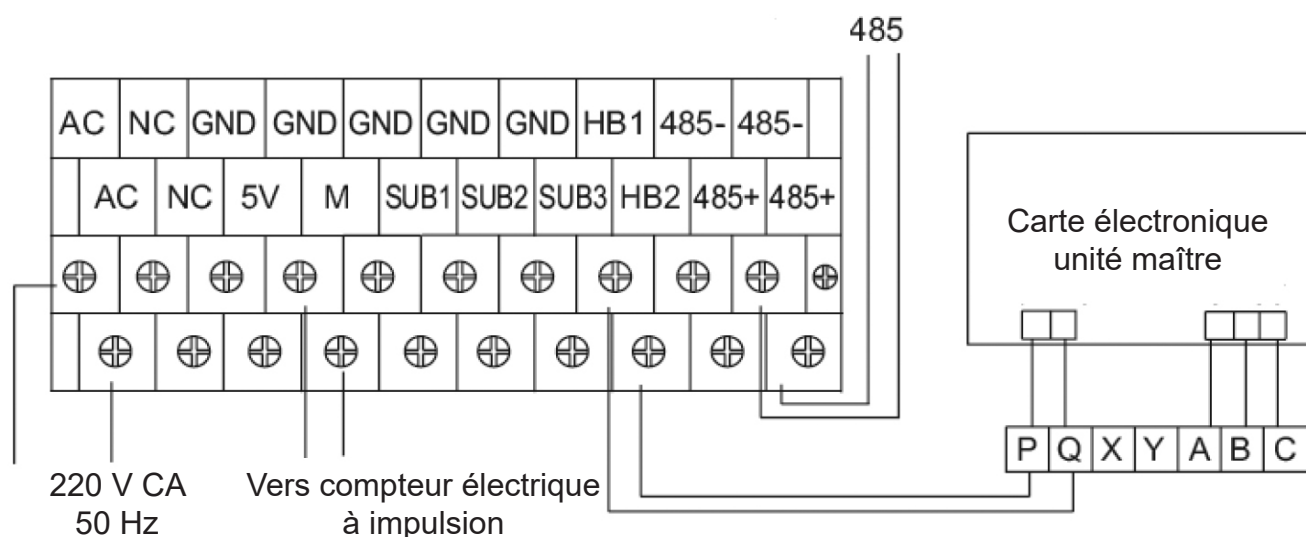 485
AC NC GND GND GND GND GND HB1 485- 485-
AC NC 5V M SUB1 SUB2 SUB3 HB2 485+ 485+
Carte électronique
unité maître
P Q X Y A B C
220 V CA
50 Hz
Vers compteur électrique
à impulsion